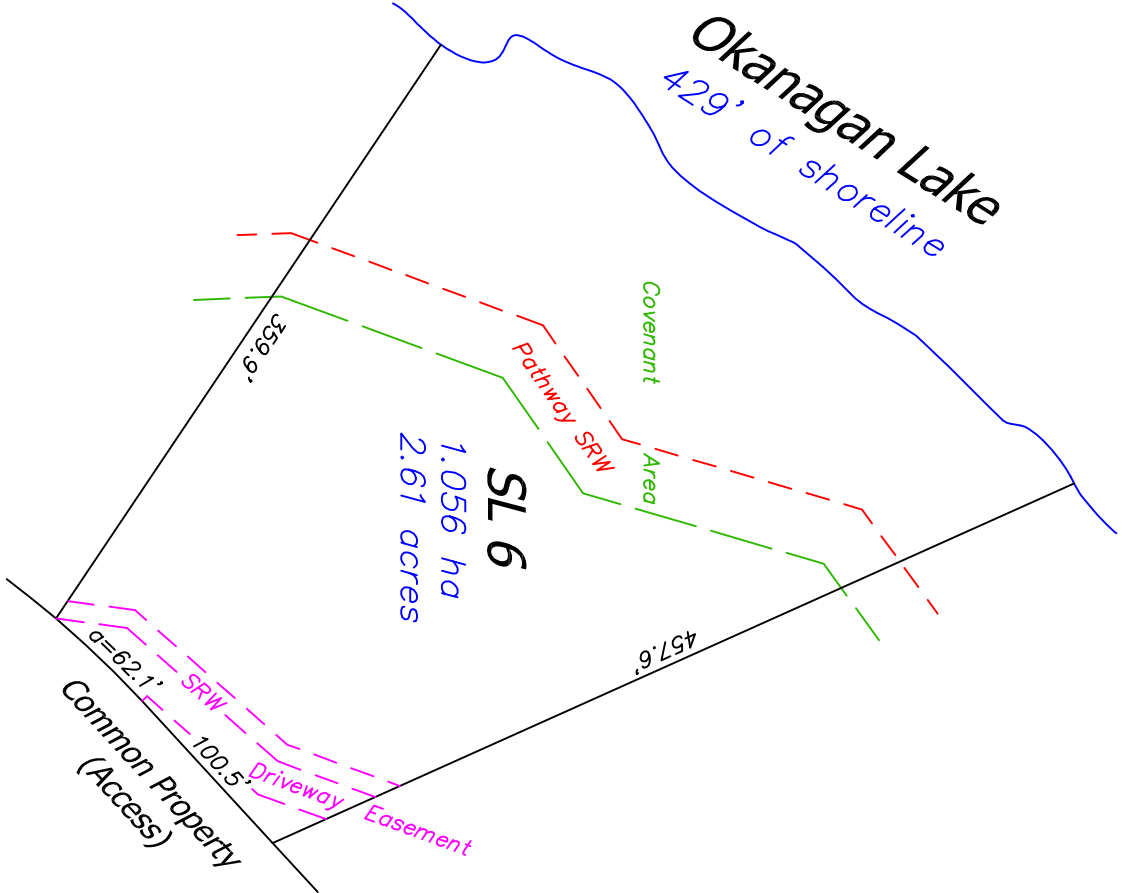 Okanagan Lake
429' of shoreline
Covenant
Area
Pathway SRW
359.9'
SL 6
1.056 ha
2.61 acres
457.6'
a=62.1'
SRW
100.5'
Driveway
Easement
Common Property
(Access)